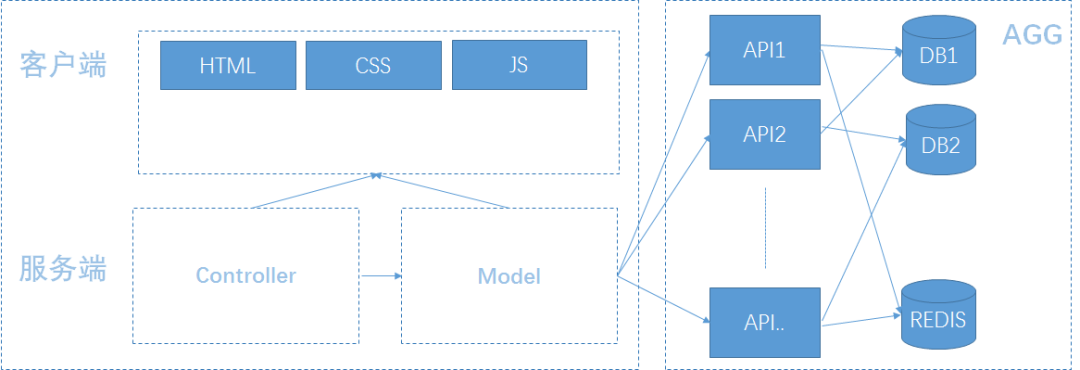 客户端
HTML
CSS
JS
服务端
Controller
Model
AGG
API1
DB1
API2
DB2
API..
REDIS